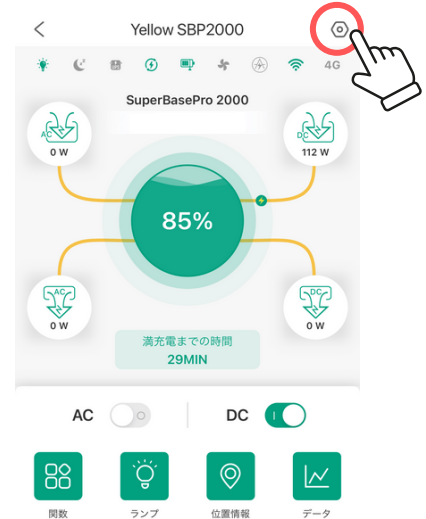 Yellow SBP2000
4G
SuperBasePro 2000
AC
0 W
DC
112 W
85%
AC
0 W
DC
0 W
満充電までの時間
29MIN
AC
DC
関数
ランプ
位置情報
データ